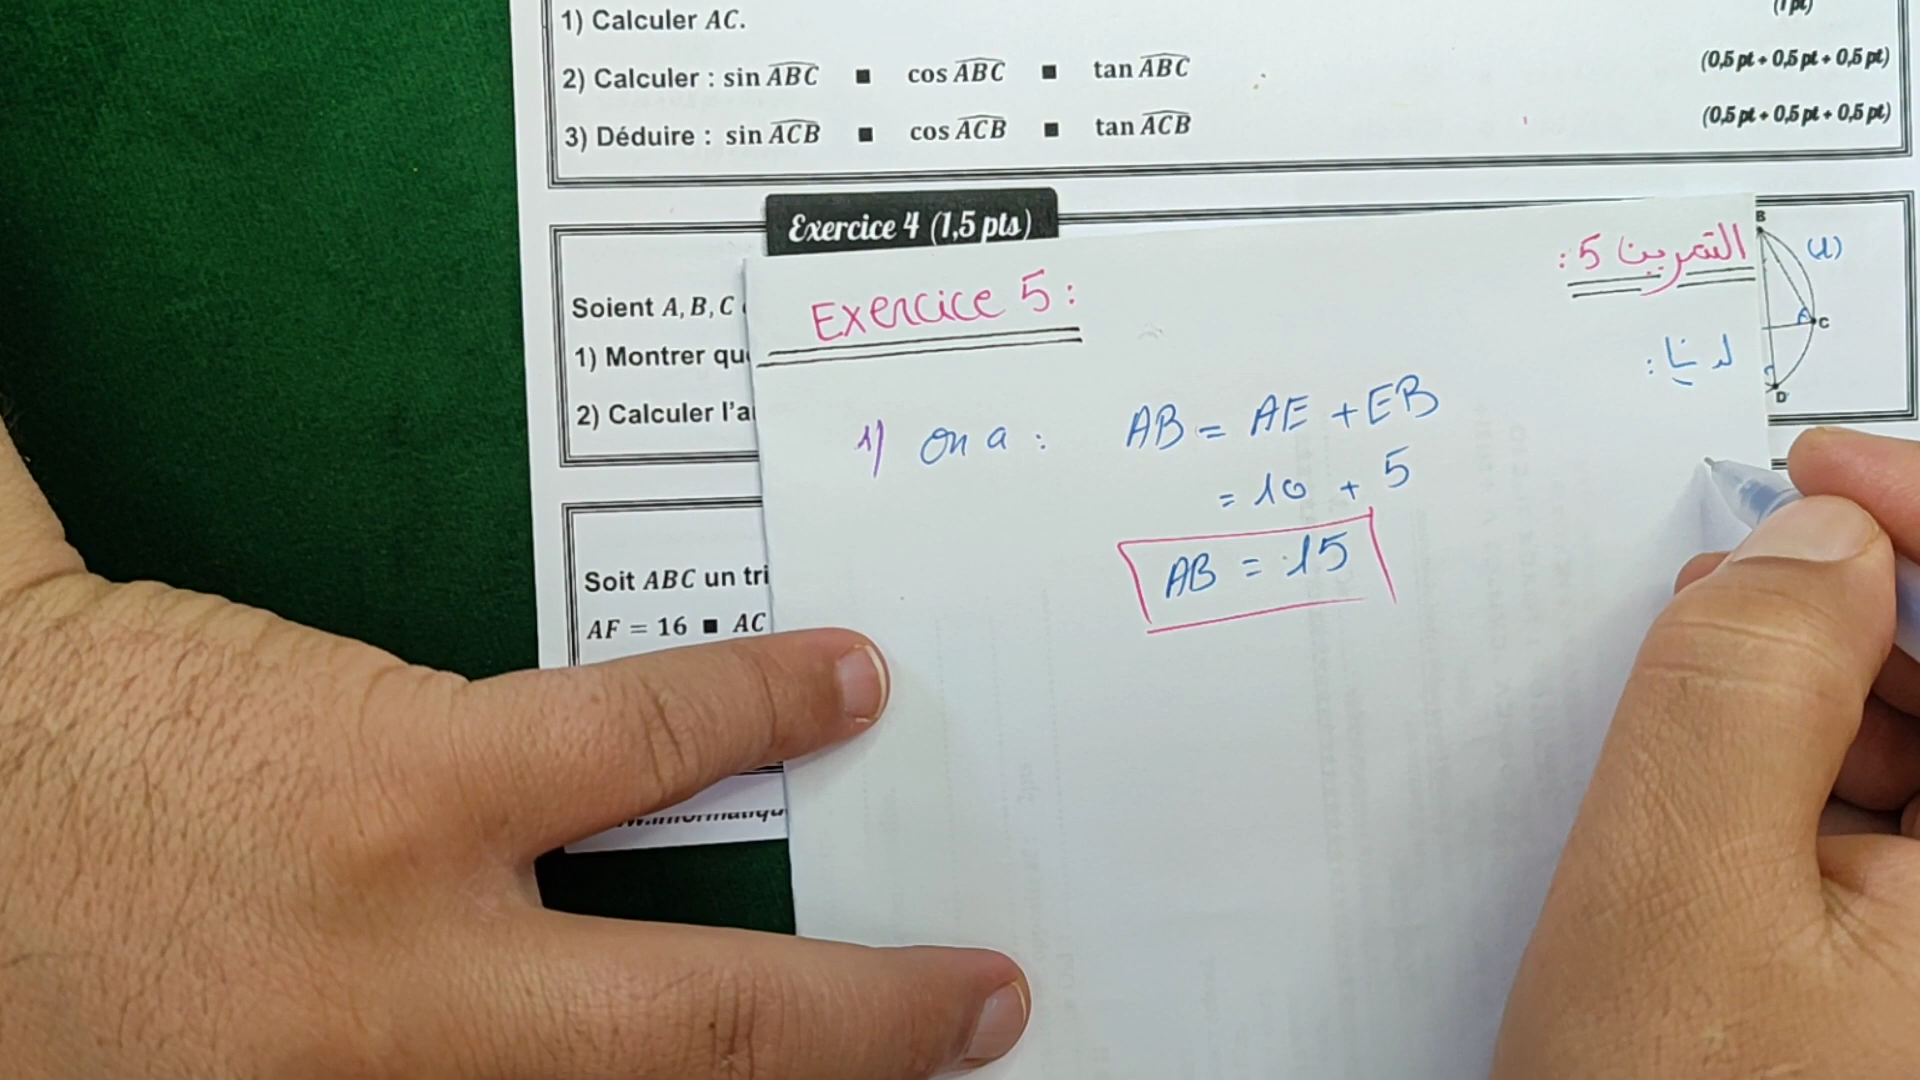 1) Calculer AC. (1 pt)
2) Calculer : sin ABC ■ cos ABC ■ tan ABC (0,5 pt + 0,5 pt + 0,5 pt)
3) Déduire : sin ACB ■ cos ACB ■ tan ACB (0,5 pt + 0,5 pt + 0,5 pt)
Exercice 4 (1,5 pts)
Soient A, B, C
1) Montrer qu
2) Calculer l'a
B
C
D
Exercice 5 :
التمرين 5 :
لدينا :
1) on a : AB = AE + EB
= 10 + 5
AB = 15
Soit ABC un tri
AF = 16 ■ AC